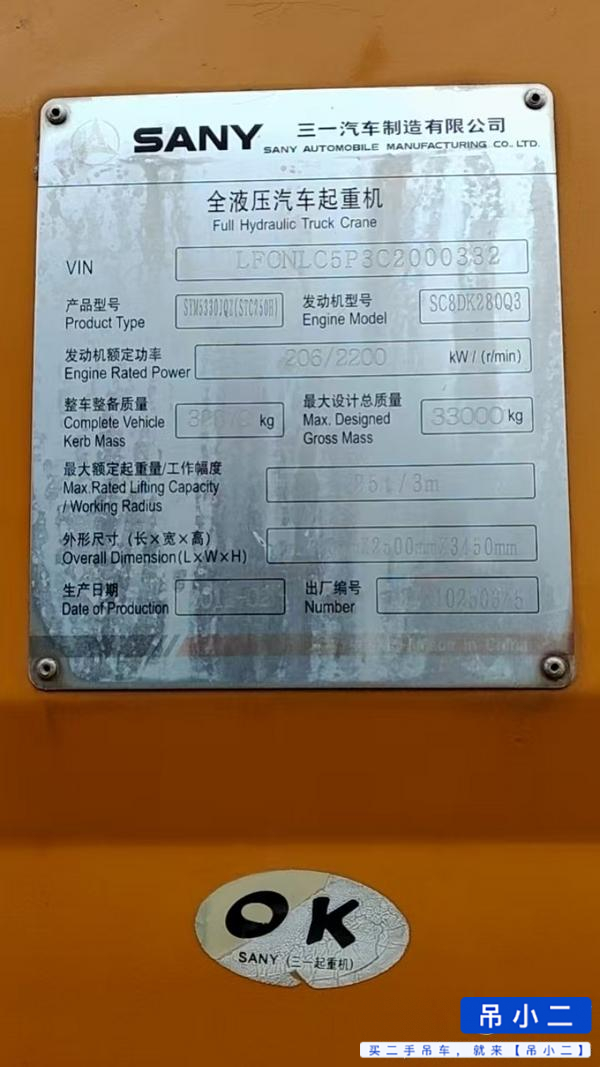 SANY 三一汽车制造有限公司
SANY AUTOMOBILE MANUFACTURING CO., LTD.
全液压汽车起重机
Full Hydraulic Truck Crane
VIN LFCNLC5P3C2000332
产品型号 STM5330JQZ(STC250H) 发动机型号 SC8DK280Q3
Product Type Engine Model
发动机额定功率 206/2200 kW / (r/min)
Engine Rated Power
整车整备质量 kg 最大设计总质量 33000 kg
Complete Vehicle Max. Designed
Kerb Mass Gross Mass
最大额定起重量/工作幅度 25t/3m
Max.Rated Lifting Capacity
/ Working Radius
外形尺寸 (长×宽×高) X2500mmX3450mm
Overall Dimension(L×W×H)
生产日期 出厂编号
Date of Production Number
Made in China
OK
SANY (三一起重机)
吊小二
买二手吊车，就来【吊小二】